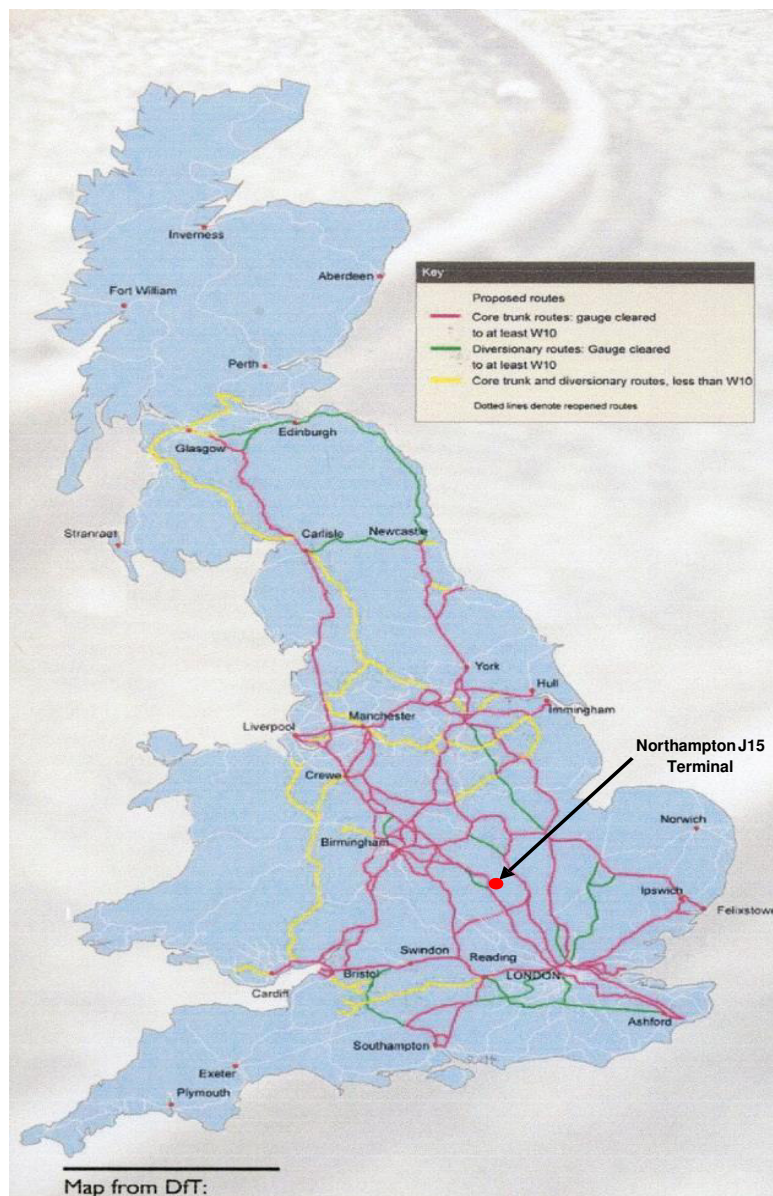 Inverness
Aberdeen
Fort William
Key
Proposed routes
Core trunk routes: gauge cleared
to at least W10
Diversionary routes: Gauge cleared
to at least W10
Core trunk and diversionary routes, less than W10
Dotted lines denote reopened routes
Perth
Edinburgh
Glasgow
Stranraer
Carlisle
Newcastle
York
Hull
Immingham
Manchester
Liverpool
Northampton J15
Terminal
Crewe
Norwich
Birmingham
Ipswich
Felixstowe
Swindon
Reading
Bristol
LONDON
Cardiff
Ashford
Southampton
Exeter
Plymouth
Map from DfT: